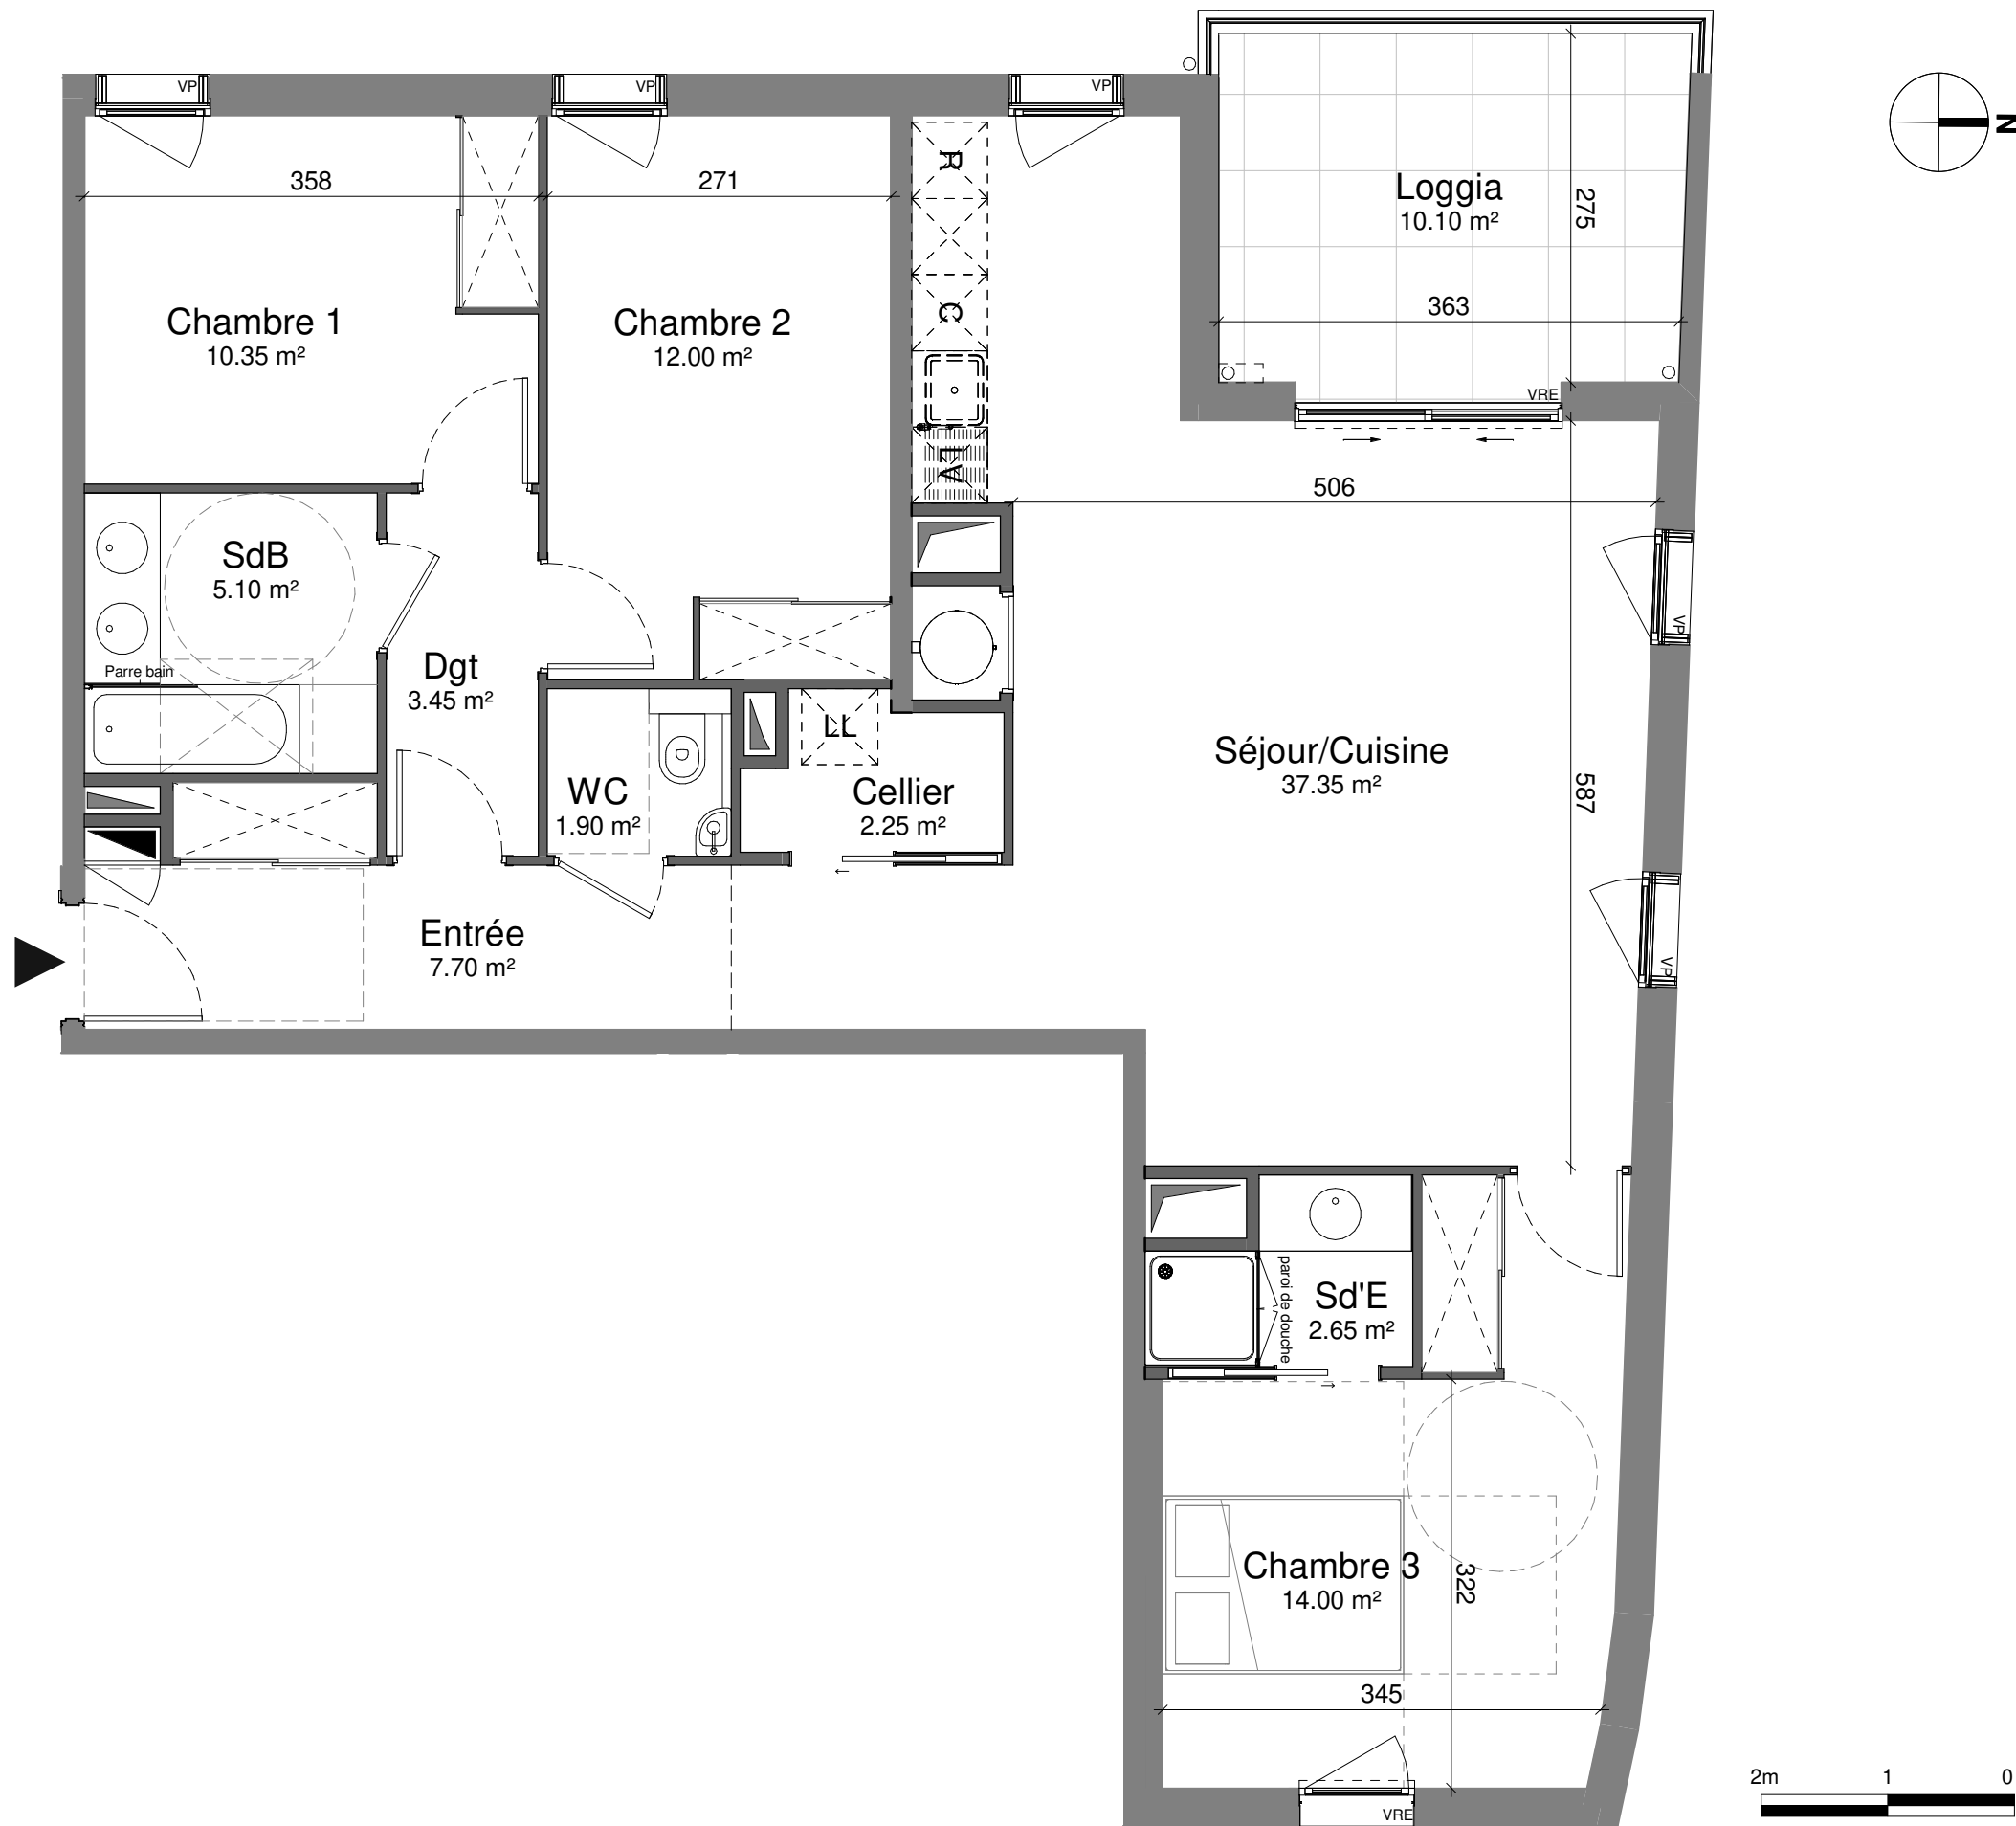 VP
VP
VP
N
358
271
R
Loggia
10.10 m²
275
Chambre 1
10.35 m²
Chambre 2
12.00 m²
C
363
VRE
LV
506
SdB
5.10 m²
VP
Parre bain
Dgt
3.45 m²
LL
Séjour/Cuisine
37.35 m²
587
WC
1.90 m²
Cellier
2.25 m²
Entrée
7.70 m²
VP
paroi de douche
Sd'E
2.65 m²
Chambre 3
14.00 m²
322
345
2m 1 0
VRE